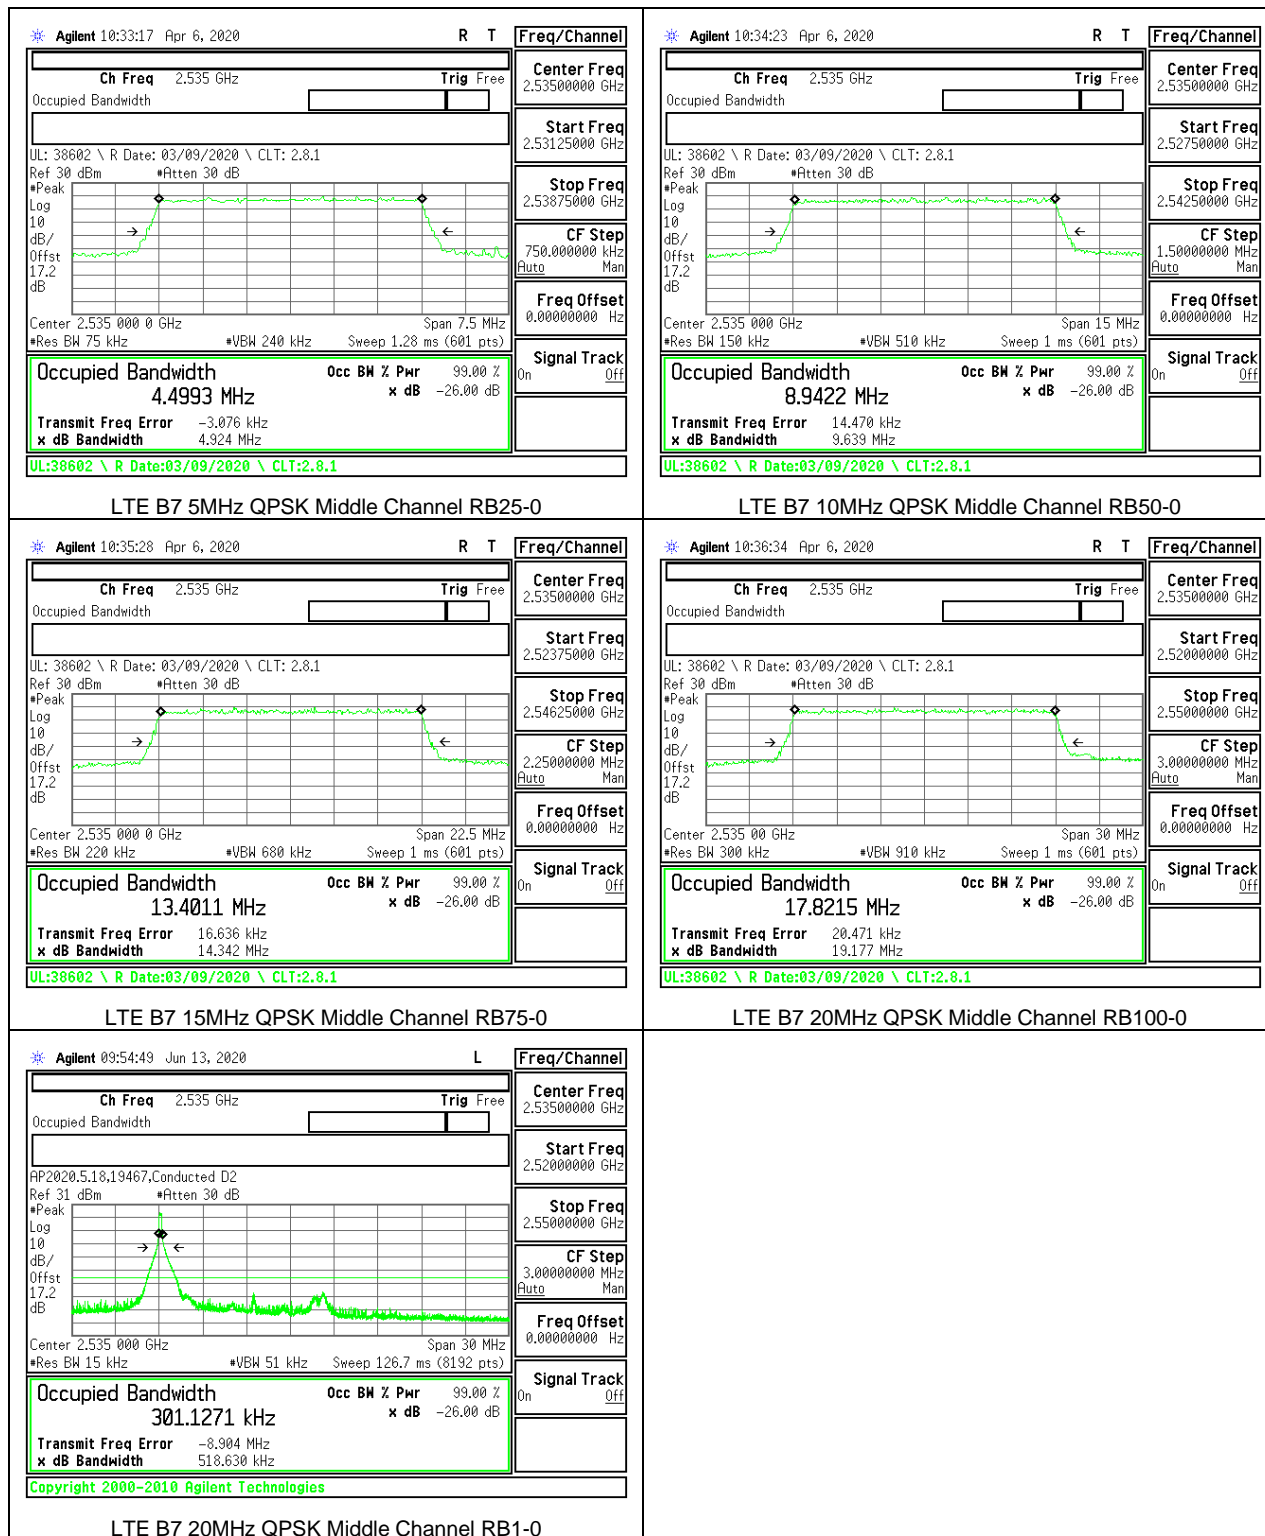 Agilent 10:33:17 Apr 6, 2020 R T Freq/Channel
Ch Freq 2.535 GHz Trig Free
Occupied Bandwidth
Center Freq
2.53500000 GHz
Start Freq
2.53125000 GHz
UL: 38602 \ R Date: 03/09/2020 \ CLT: 2.8.1
Ref 30 dBm #Atten 30 dB
#Peak
Log
10
dB/
Offst
17.2
dB
Stop Freq
2.53875000 GHz
CF Step
750.000000 kHz
Auto Man
Freq Offset
0.00000000 Hz
Center 2.535 000 0 GHz Span 7.5 MHz
#Res BW 75 kHz #VBW 240 kHz Sweep 1.28 ms (601 pts)
Signal Track
On Off
Occupied Bandwidth Occ BW % Pwr 99.00 %
4.4993 MHz x dB -26.00 dB
Transmit Freq Error -3.076 kHz
x dB Bandwidth 4.924 MHz
UL:38602 \ R Date:03/09/2020 \ CLT:2.8.1
LTE B7 5MHz QPSK Middle Channel RB25-0
Agilent 10:34:23 Apr 6, 2020 R T Freq/Channel
Ch Freq 2.535 GHz Trig Free
Occupied Bandwidth
Center Freq
2.53500000 GHz
Start Freq
2.52750000 GHz
UL: 38602 \ R Date: 03/09/2020 \ CLT: 2.8.1
Ref 30 dBm #Atten 30 dB
#Peak
Log
10
dB/
Offst
17.2
dB
Stop Freq
2.54250000 GHz
CF Step
1.50000000 MHz
Auto Man
Freq Offset
0.00000000 Hz
Center 2.535 000 GHz Span 15 MHz
#Res BW 150 kHz #VBW 510 kHz Sweep 1 ms (601 pts)
Signal Track
On Off
Occupied Bandwidth Occ BW % Pwr 99.00 %
8.9422 MHz x dB -26.00 dB
Transmit Freq Error 14.470 kHz
x dB Bandwidth 9.639 MHz
UL:38602 \ R Date:03/09/2020 \ CLT:2.8.1
LTE B7 10MHz QPSK Middle Channel RB50-0
Agilent 10:35:28 Apr 6, 2020 R T Freq/Channel
Ch Freq 2.535 GHz Trig Free
Occupied Bandwidth
Center Freq
2.53500000 GHz
Start Freq
2.52375000 GHz
UL: 38602 \ R Date: 03/09/2020 \ CLT: 2.8.1
Ref 30 dBm #Atten 30 dB
#Peak
Log
10
dB/
Offst
17.2
dB
Stop Freq
2.54625000 GHz
CF Step
2.25000000 MHz
Auto Man
Freq Offset
0.00000000 Hz
Center 2.535 000 0 GHz Span 22.5 MHz
#Res BW 220 kHz #VBW 680 kHz Sweep 1 ms (601 pts)
Signal Track
On Off
Occupied Bandwidth Occ BW % Pwr 99.00 %
13.4011 MHz x dB -26.00 dB
Transmit Freq Error 16.636 kHz
x dB Bandwidth 14.342 MHz
UL:38602 \ R Date:03/09/2020 \ CLT:2.8.1
LTE B7 15MHz QPSK Middle Channel RB75-0
Agilent 10:36:34 Apr 6, 2020 R T Freq/Channel
Ch Freq 2.535 GHz Trig Free
Occupied Bandwidth
Center Freq
2.53500000 GHz
Start Freq
2.52000000 GHz
UL: 38602 \ R Date: 03/09/2020 \ CLT: 2.8.1
Ref 30 dBm #Atten 30 dB
#Peak
Log
10
dB/
Offst
17.2
dB
Stop Freq
2.55000000 GHz
CF Step
3.00000000 MHz
Auto Man
Freq Offset
0.00000000 Hz
Center 2.535 00 GHz Span 30 MHz
#Res BW 300 kHz #VBW 910 kHz Sweep 1 ms (601 pts)
Signal Track
On Off
Occupied Bandwidth Occ BW % Pwr 99.00 %
17.8215 MHz x dB -26.00 dB
Transmit Freq Error 20.471 kHz
x dB Bandwidth 19.177 MHz
UL:38602 \ R Date:03/09/2020 \ CLT:2.8.1
LTE B7 20MHz QPSK Middle Channel RB100-0
Agilent 09:54:49 Jun 13, 2020 L Freq/Channel
Ch Freq 2.535 GHz Trig Free
Occupied Bandwidth
Center Freq
2.53500000 GHz
Start Freq
2.52000000 GHz
AP2020.5.18,19467,Conducted D2
Ref 31 dBm #Atten 30 dB
#Peak
Log
10
dB/
Offst
17.2
dB
Stop Freq
2.55000000 GHz
CF Step
3.00000000 MHz
Auto Man
Freq Offset
0.00000000 Hz
Center 2.535 000 GHz Span 30 MHz
#Res BW 15 kHz #VBW 51 kHz Sweep 126.7 ms (8192 pts)
Signal Track
On Off
Occupied Bandwidth Occ BW % Pwr 99.00 %
301.1271 kHz x dB -26.00 dB
Transmit Freq Error -8.904 MHz
x dB Bandwidth 518.630 kHz
Copyright 2000-2010 Agilent Technologies
LTE B7 20MHz QPSK Middle Channel RB1-0